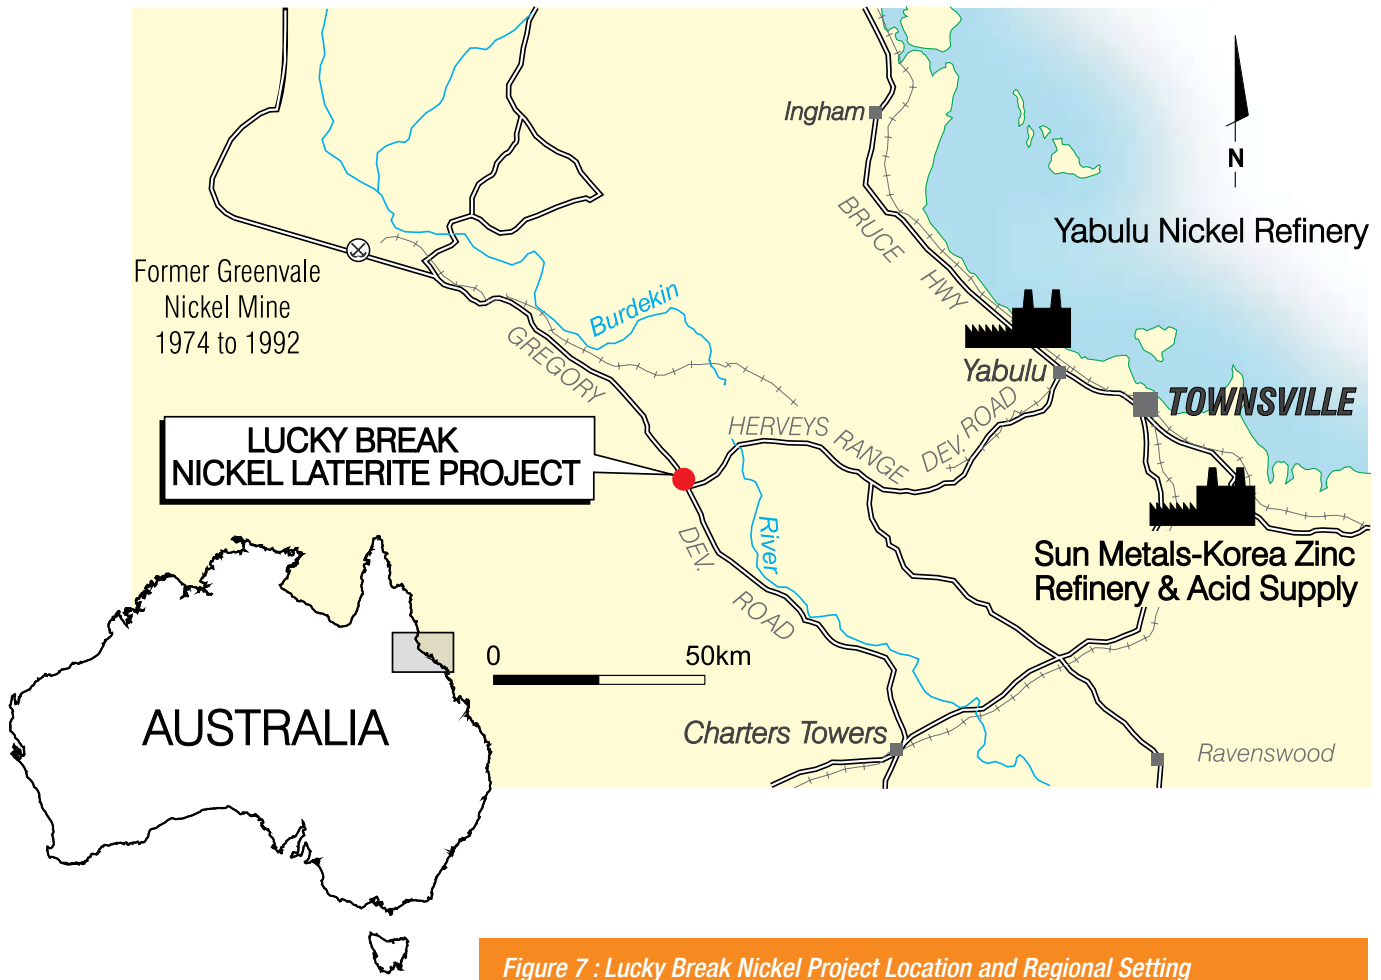 Ingham
N
BRUCE HWY
Yabulu Nickel Refinery
Former Greenvale
Nickel Mine
1974 to 1992
Burdekin
GREGORY
Yabulu
TOWNSVILLE
HERVEYS RANGE
DEV. ROAD
LUCKY BREAK
NICKEL LATERITE PROJECT
River
DEV.
ROAD
Sun Metals-Korea Zinc
Refinery & Acid Supply
0 50km
AUSTRALIA
Charters Towers
Ravenswood
Figure 7 : Lucky Break Nickel Project Location and Regional Setting